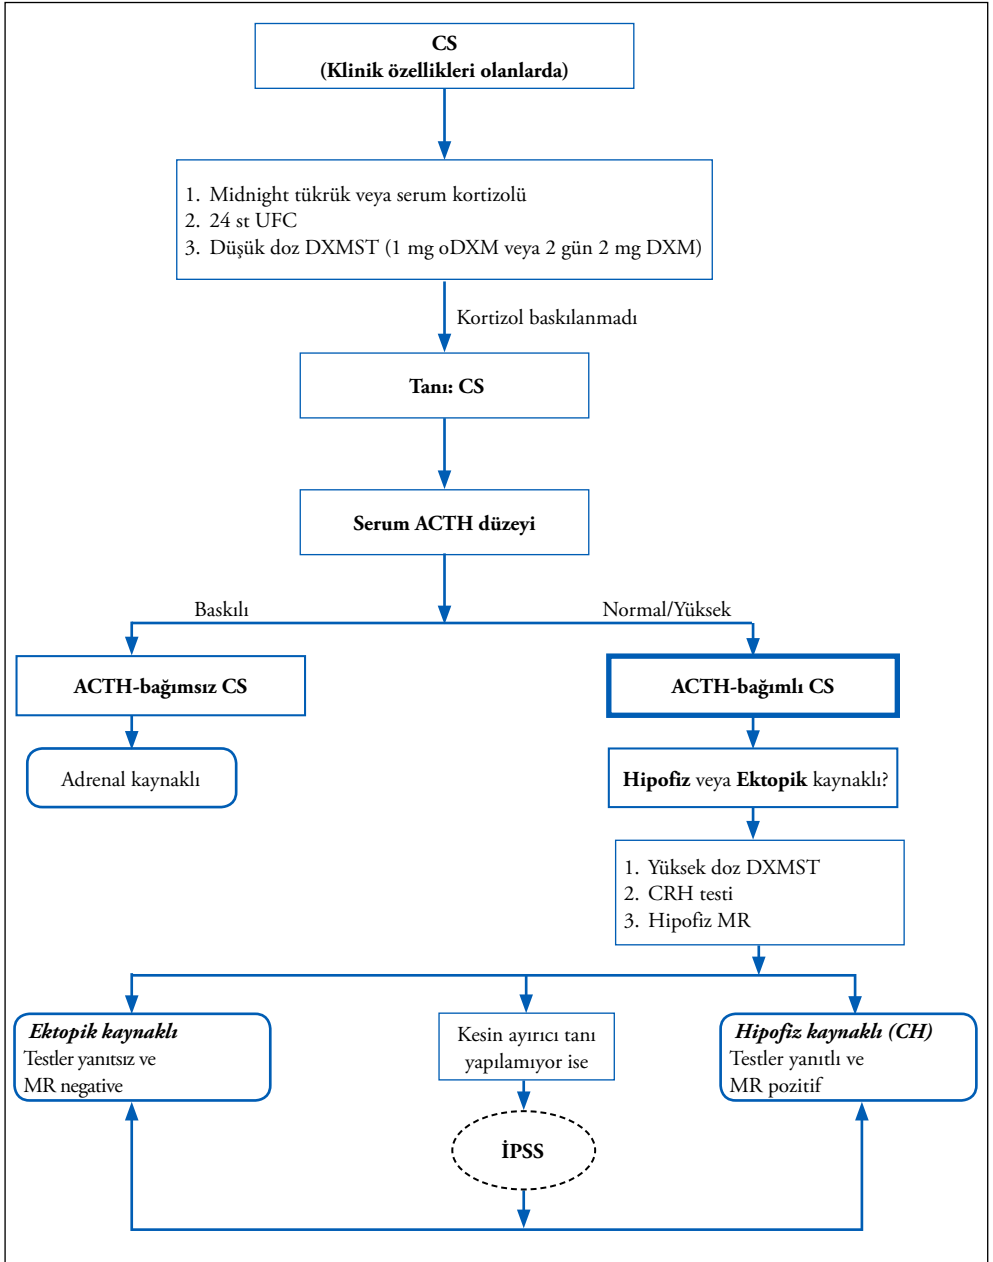 CS
(Klinik özellikleri olanlarda)
1. Midnight tükrük veya serum kortizolü
2. 24 st UFC
3. Düşük doz DXMST (1 mg oDXM veya 2 gün 2 mg DXM)
Kortizol baskılanmadı
Tanı: CS
Serum ACTH düzeyi
Baskılı
Normal/Yüksek
ACTH-bağımsız CS
ACTH-bağımlı CS
Adrenal kaynaklı
Hipofiz veya Ektopik kaynaklı?
1. Yüksek doz DXMST
2. CRH testi
3. Hipofiz MR
Ektopik kaynaklı
Testler yanıtsız ve
MR negative
Kesin ayırıcı tanı
yapılamıyor ise
Hipofiz kaynaklı (CH)
Testler yanıtlı ve
MR pozitif
İPSS